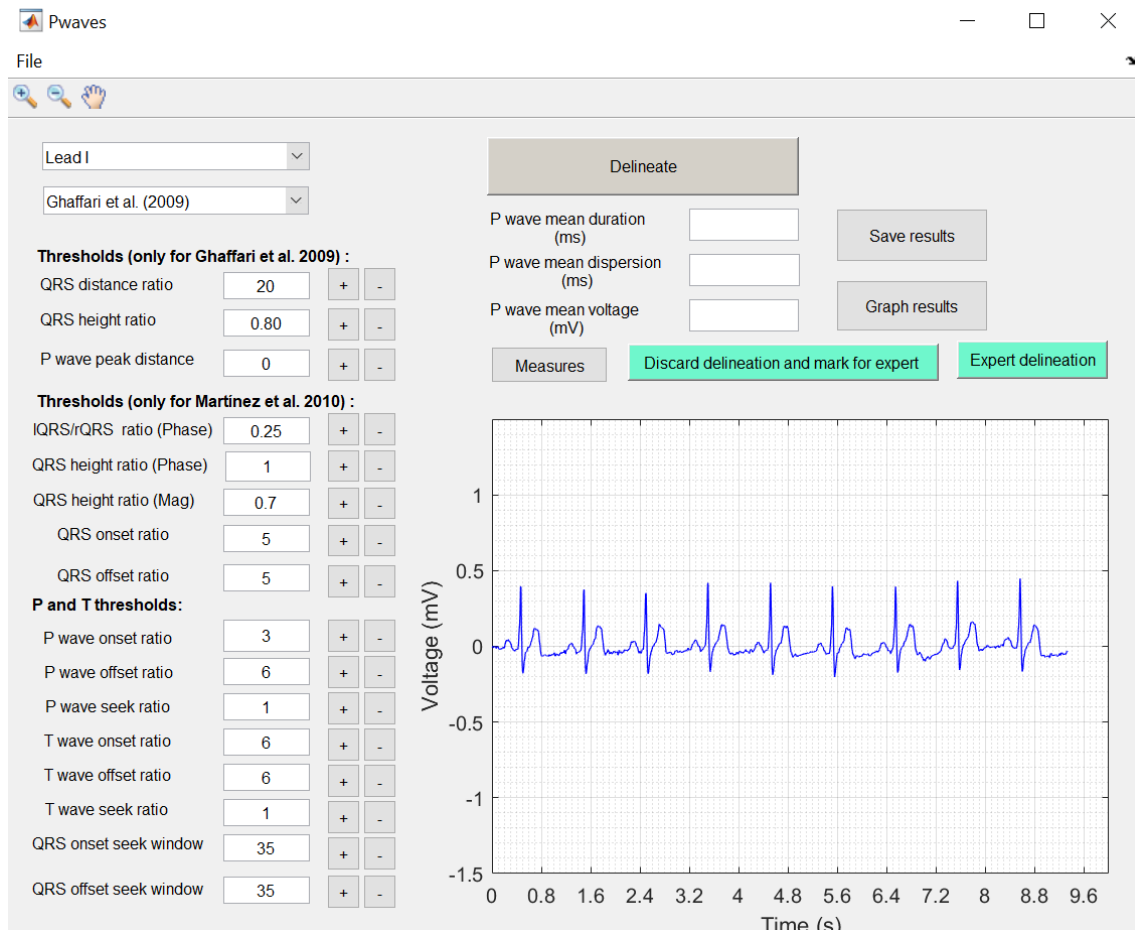 Pwaves
File
Lead I
Ghaffari et al. (2009)
Thresholds (only for Ghaffari et al. 2009) :
QRS distance ratio 20 + -
QRS height ratio 0.80 + -
P wave peak distance 0 + -
Thresholds (only for Martínez et al. 2010) :
lQRS/rQRS ratio (Phase) 0.25 + -
QRS height ratio (Phase) 1 + -
QRS height ratio (Mag) 0.7 + -
QRS onset ratio 5 + -
QRS offset ratio 5 + -
P and T thresholds:
P wave onset ratio 3 + -
P wave offset ratio 6 + -
P wave seek ratio 1 + -
T wave onset ratio 6 + -
T wave offset ratio 6 + -
T wave seek ratio 1 + -
QRS onset seek window 35 + -
QRS offset seek window 35 + -
Delineate
P wave mean duration
(ms)
P wave mean dispersion
(ms)
P wave mean voltage
(mV)
Save results
Graph results
Measures
Discard delineation and mark for expert
Expert delineation
Voltage (mV)
1
0.5
0
-0.5
-1
-1.5
0 0.8 1.6 2.4 3.2 4 4.8 5.6 6.4 7.2 8 8.8 9.6
Time (s)